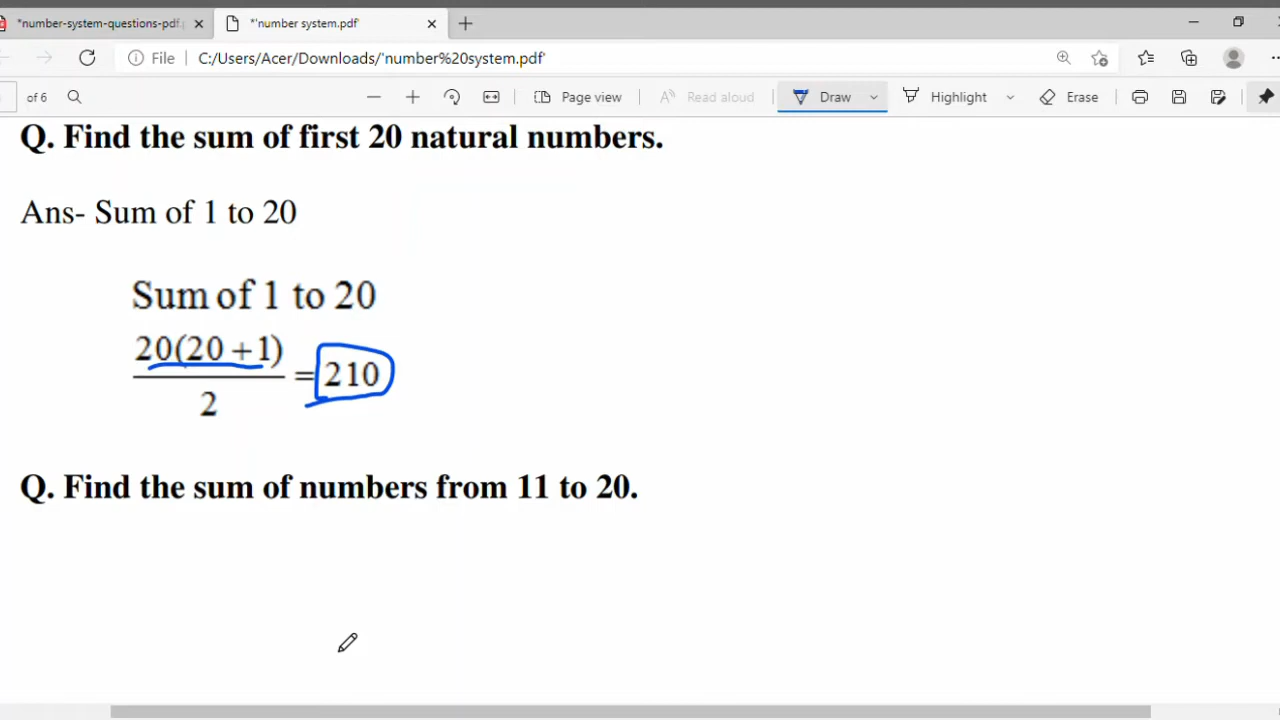 *number-system-questions-pdf.
*'number system.pdf'
File C:/Users/Acer/Downloads/'number%20system.pdf'
of 6 Page view Read aloud Draw Highlight Erase
Q. Find the sum of first 20 natural numbers.
Ans- Sum of 1 to 20
Sum of 1 to 20
20(20+1)
= 210
2
Q. Find the sum of numbers from 11 to 20.